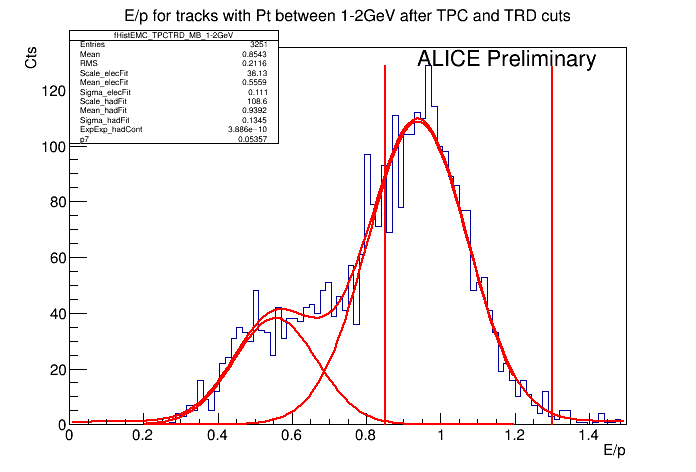 E/p for tracks with Pt between 1-2GeV after TPC and TRD cuts
fHistEMC_TPCTRD_MB_1-2GeV
Entries 3251
Mean 0.8543
RMS 0.2116
Scale_elecFit 38.13
Mean_elecFit 0.5559
Sigma_elecFit 0.111
Scale_hadFit 108.6
Mean_hadFit 0.9392
Sigma_hadFit 0.1345
ExpExp_hadCont 3.886e-10
p7 0.05357
ALICE Preliminary
Cts
120
100
80
60
40
20
0
0 0.2 0.4 0.6 0.8 1 1.2 1.4
E/p